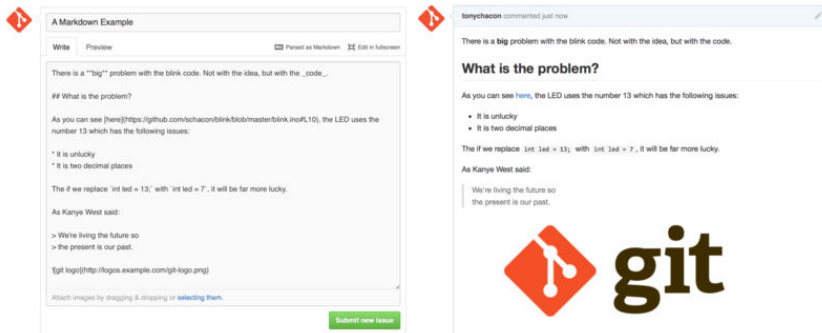 A Markdown Example
Write Preview Parsed as Markdown Edit in fullscreen
There is a **big** problem with the blink code. Not with the idea, but with the _code_.
## What is the problem?
As you can see [here](https://github.com/schacon/blink/blob/master/blink.ino#L10), the LED uses the
number 13 which has the following issues:
* It is unlucky
* It is two decimal places
The if we replace `int led = 13;` with `int led = 7`, it will be far more lucky.
As Kanye West said:
> We're living the future so
> the present is our past.
![git logo](http://logos.example.com/git-logo.png)
Attach images by dragging & dropping or selecting them.
Submit new issue
tonychacon commented just now
There is a big problem with the blink code. Not with the idea, but with the code.
What is the problem?
As you can see here, the LED uses the number 13 which has the following issues:
• It is unlucky
• It is two decimal places
The if we replace int led = 13; with int led = 7, it will be far more lucky.
As Kanye West said:
We're living the future so
the present is our past.
git